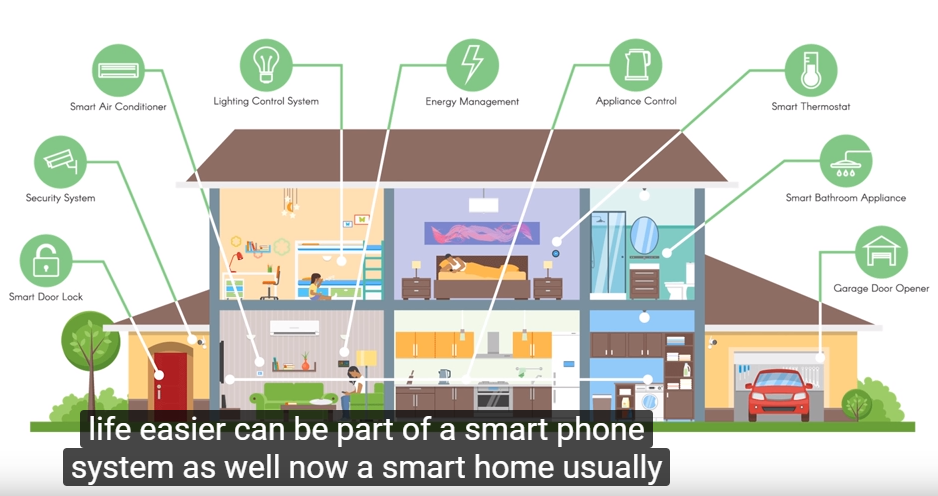 Smart Air Conditioner
Lighting Control System
Energy Management
Appliance Control
Smart Thermostat
Security System
Smart Bathroom Appliance
Smart Door Lock
Garage Door Opener
life easier can be part of a smart phone
system as well now a smart home usually